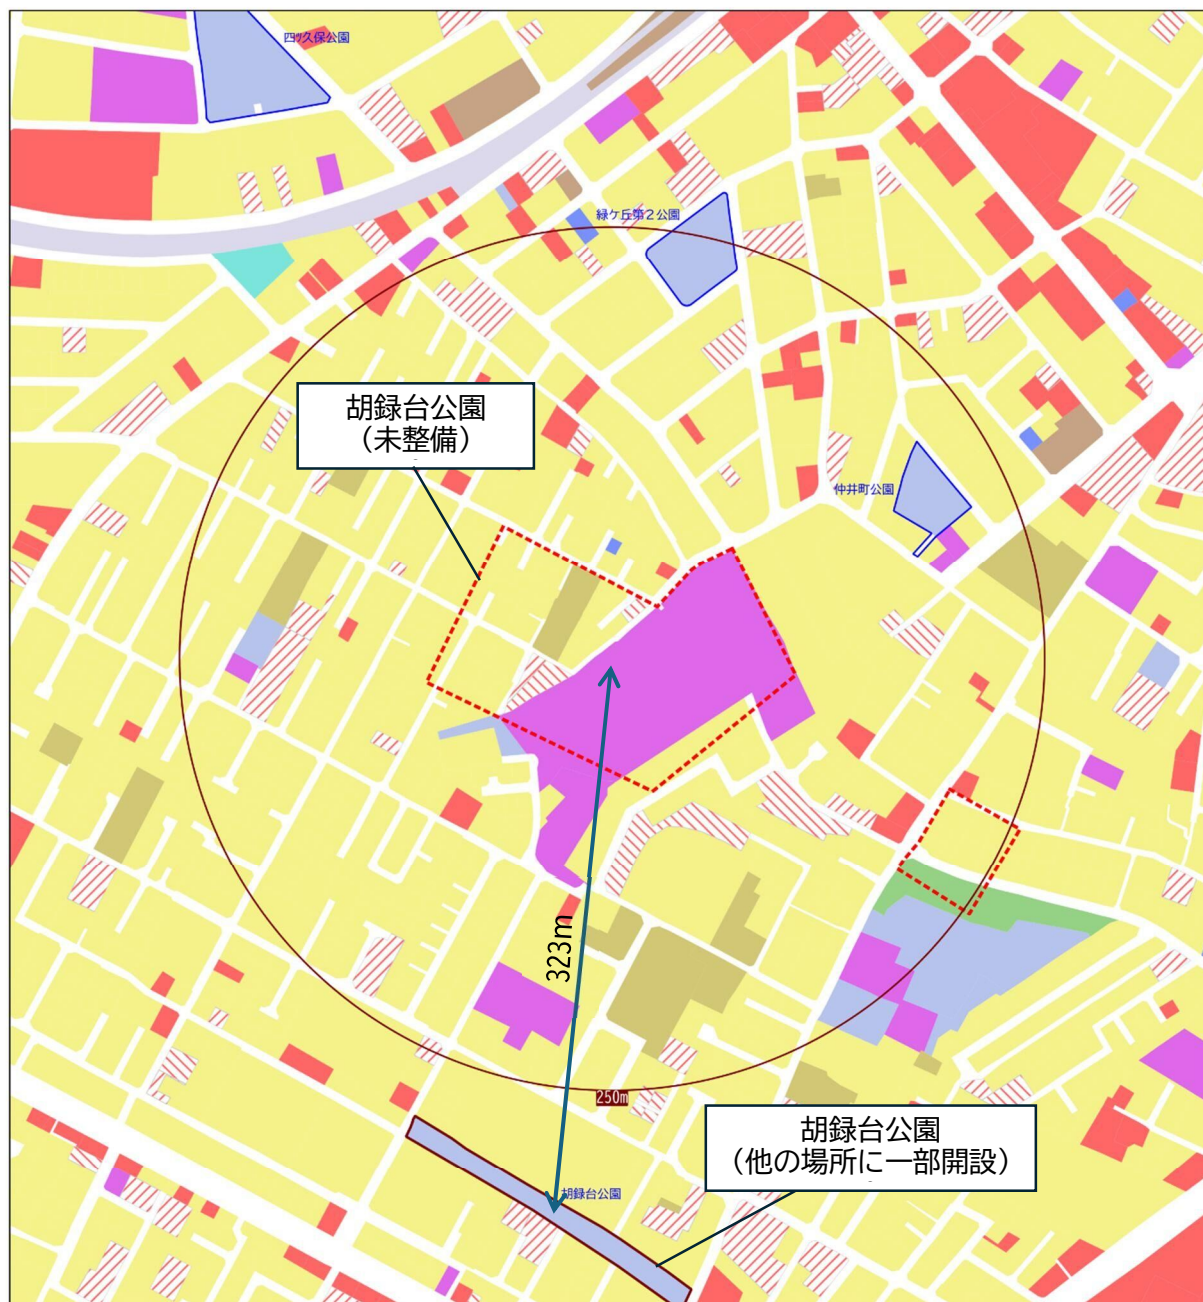 四ツ久保公園
緑ケ丘第2公園
胡録台公園
（未整備）
仲井町公園
323m
250m
胡録台公園
（他の場所に一部開設）
胡録台公園